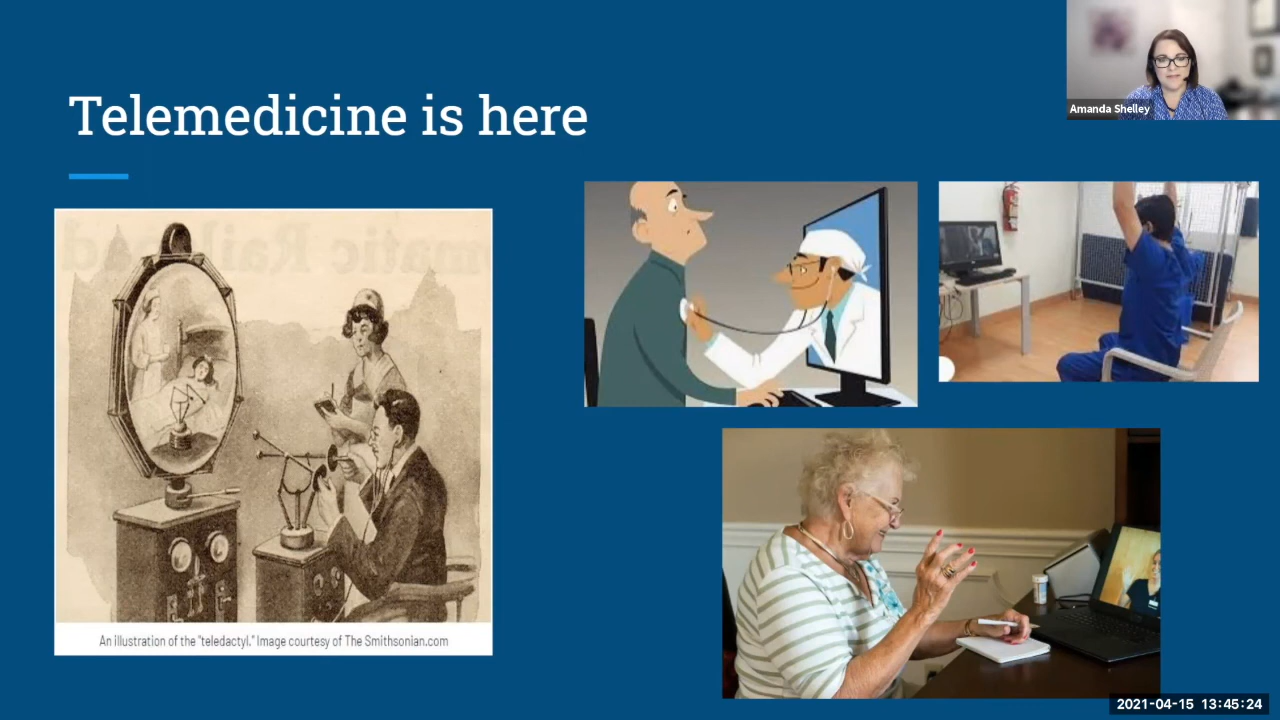 Telemedicine is here
Amanda Shelley
An illustration of the "teledactyl." Image courtesy of The Smithsonian.com
2021-04-15 13:45:24